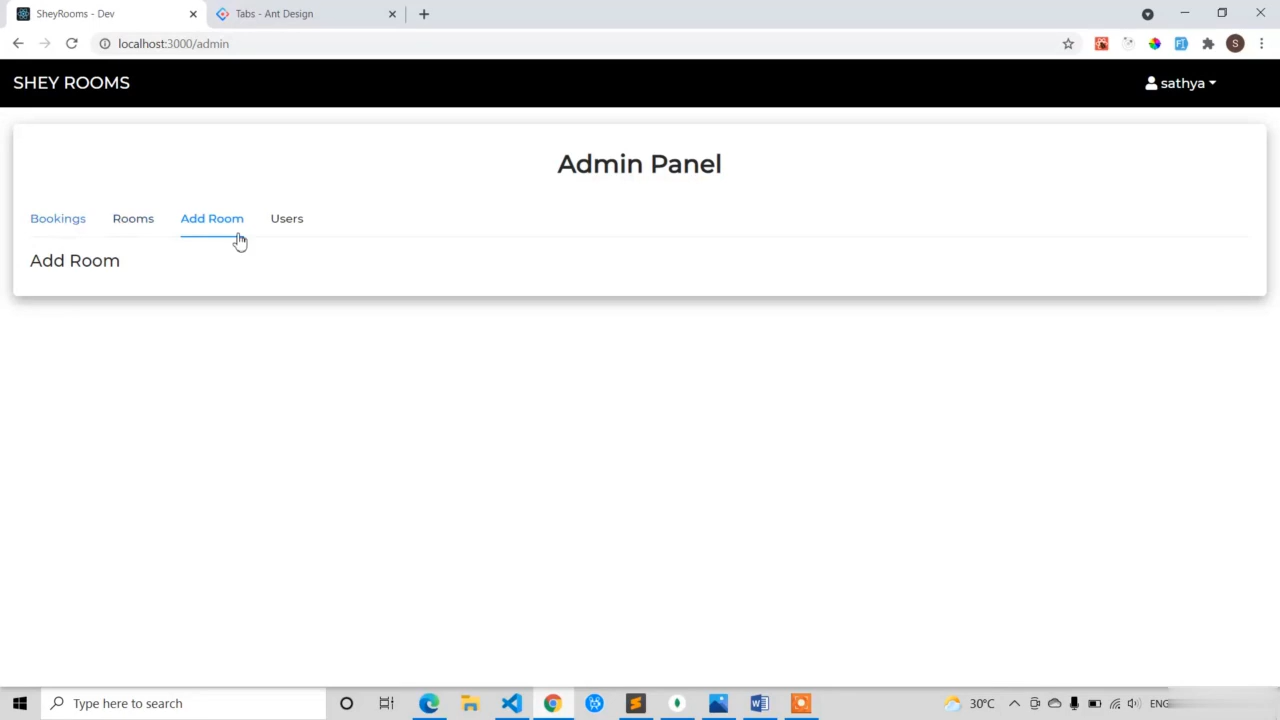 SheyRooms - Dev
Tabs - Ant Design
localhost:3000/admin
S
SHEY ROOMS
sathya
Admin Panel
Bookings Rooms Add Room Users
Add Room
Type here to search
30°C
ENG